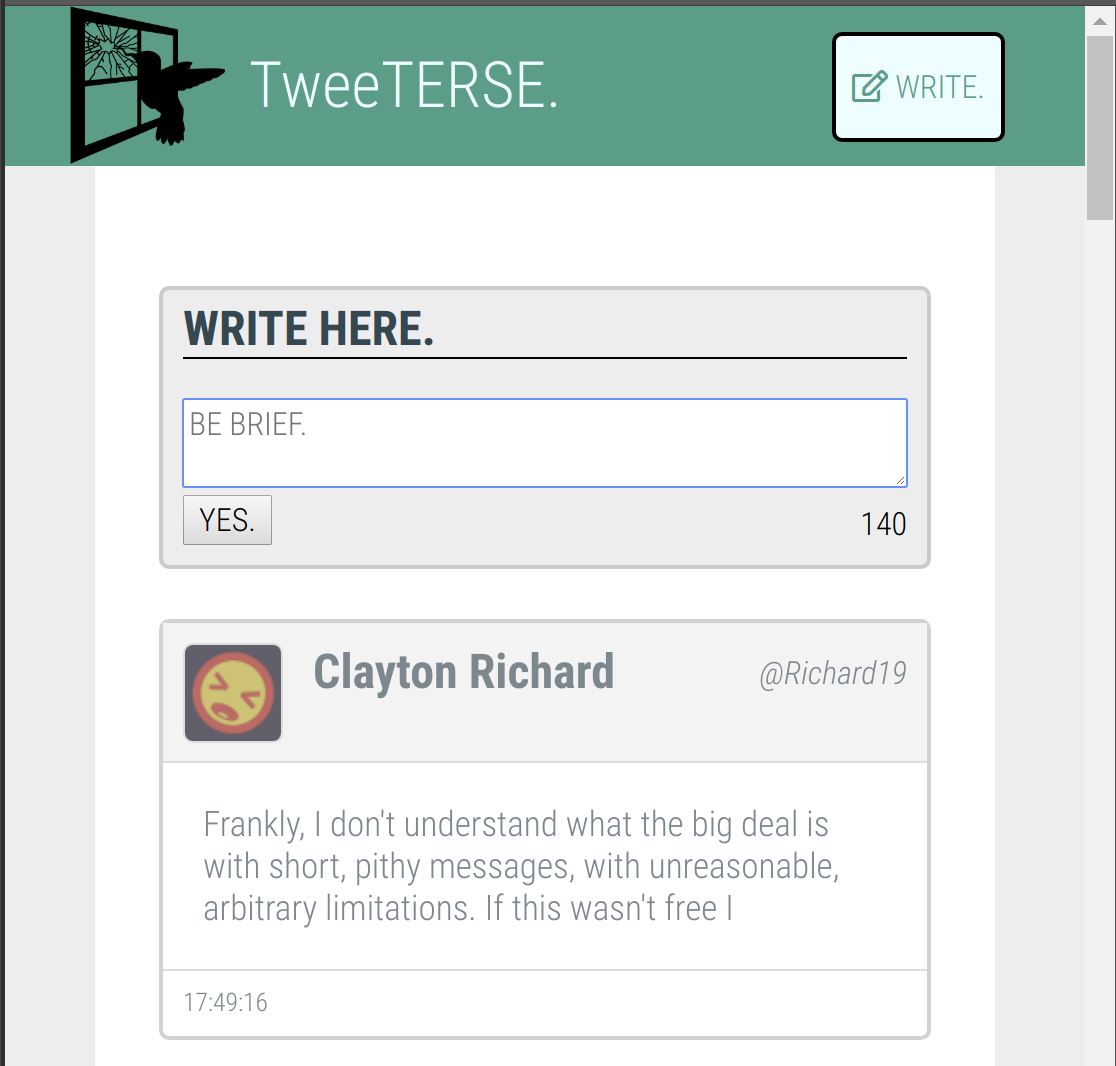 TweeTERSE.
WRITE.
WRITE HERE.
BE BRIEF.
YES.
140
Clayton Richard
@Richard19
Frankly, I don't understand what the big deal is
with short, pithy messages, with unreasonable,
arbitrary limitations. If this wasn't free I
17:49:16